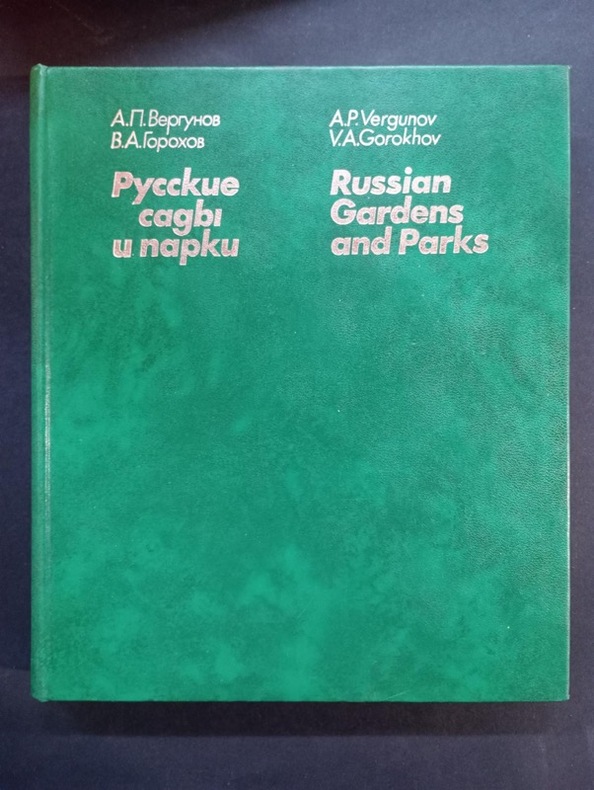 А.П.Вергунов
В.А.Горохов
Русские
сады
и парки
A.P.Vergunov
V.A.Gorokhov
Russian
Gardens
and Parks